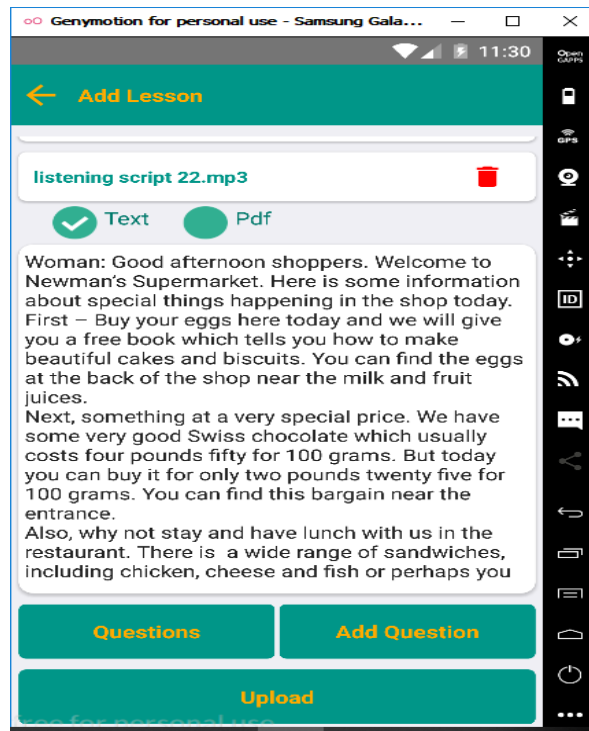 Genymotion for personal use - Samsung Gala...
11:30
Open
GAPPS
Add Lesson
GPS
listening script 22.mp3
Text
Pdf
Woman: Good afternoon shoppers. Welcome to
Newman's Supermarket. Here is some information
about special things happening in the shop today.
First – Buy your eggs here today and we will give
you a free book which tells you how to make
beautiful cakes and biscuits. You can find the eggs
at the back of the shop near the milk and fruit
juices.
Next, something at a very special price. We have
some very good Swiss chocolate which usually
costs four pounds fifty for 100 grams. But today
you can buy it for only two pounds twenty five for
100 grams. You can find this bargain near the
entrance.
Also, why not stay and have lunch with us in the
restaurant. There is  a wide range of sandwiches,
including chicken, cheese and fish or perhaps you
ID
Questions
Add Question
Upload
free for personal use